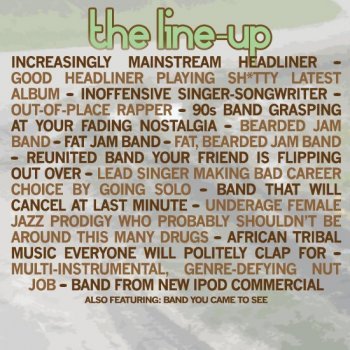 the line-up
INCREASINGLY MAINSTREAM HEADLINER –
GOOD HEADLINER PLAYING SH*TTY LATEST
ALBUM – INOFFENSIVE SINGER-SONGWRITER –
OUT-OF-PLACE RAPPER – 90s BAND GRASPING
AT YOUR FADING NOSTALGIA – BEARDED JAM
BAND – FAT JAM BAND – FAT, BEARDED JAM BAND
– REUNITED BAND YOUR FRIEND IS FLIPPING
OUT OVER – LEAD SINGER MAKING BAD CAREER
CHOICE BY GOING SOLO – BAND THAT WILL
CANCEL AT LAST MINUTE – UNDERAGE FEMALE
JAZZ PRODIGY WHO PROBABLY SHOULDN'T BE
AROUND THIS MANY DRUGS – AFRICAN TRIBAL
MUSIC EVERYONE WILL POLITELY CLAP FOR –
MULTI-INSTRUMENTAL, GENRE-DEFYING NUT
JOB – BAND FROM NEW IPOD COMMERCIAL
ALSO FEATURING: BAND YOU CAME TO SEE